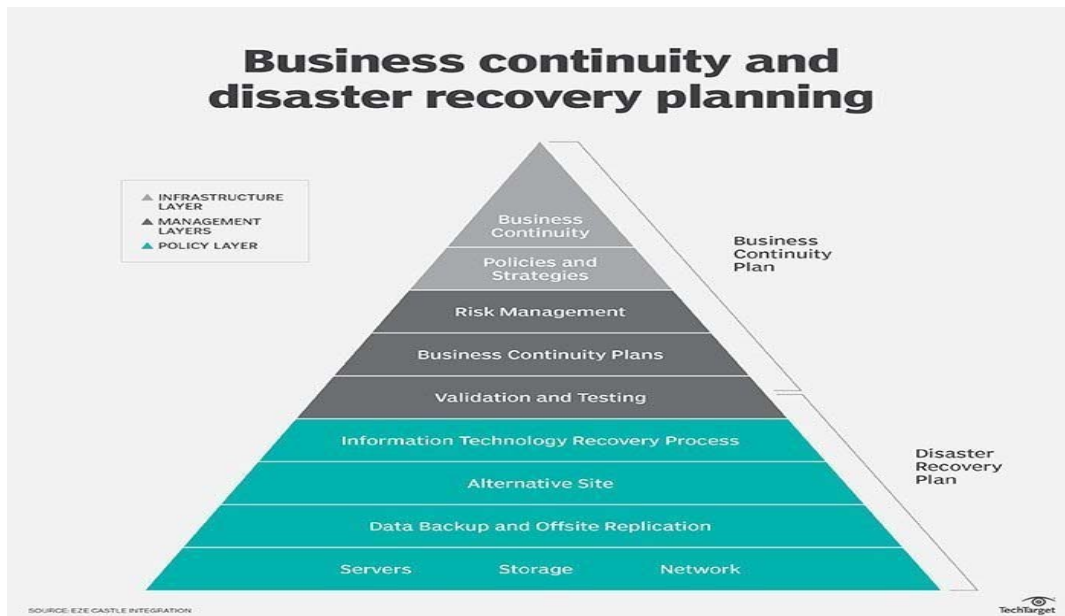 Business continuity and
disaster recovery planning
INFRASTRUCTURE
LAYER
MANAGEMENT
LAYERS
POLICY LAYER
Business
Continuity
Policies and
Strategies
Risk Management
Business Continuity Plans
Validation and Testing
Information Technology Recovery Process
Alternative Site
Data Backup and Offsite Replication
Servers Storage Network
Business
Continuity
Plan
Disaster
Recovery
Plan
SOURCE: EZE CASTLE INTEGRATION
TechTarget